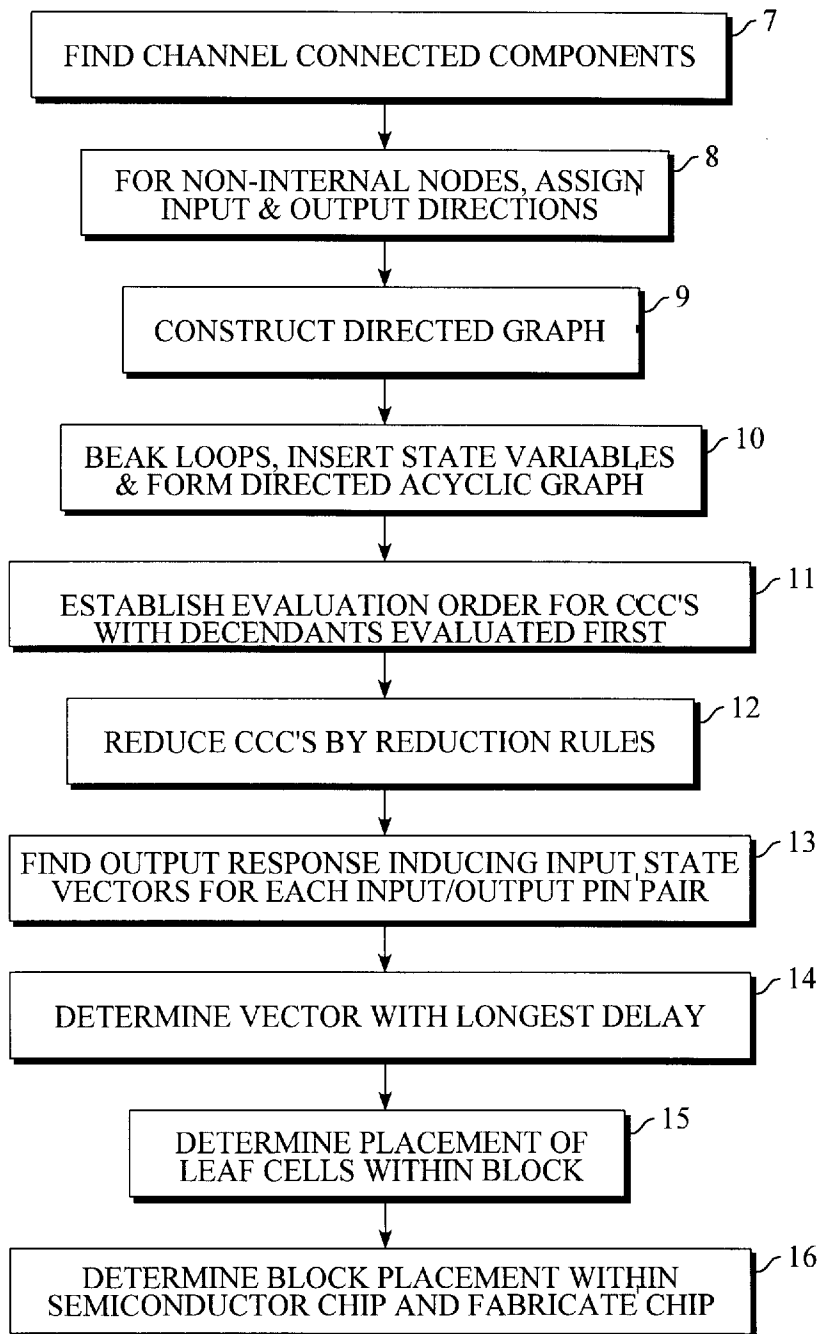 7
FIND CHANNEL CONNECTED COMPONENTS
8
FOR NON-INTERNAL NODES, ASSIGN
INPUT & OUTPUT DIRECTIONS
9
CONSTRUCT DIRECTED GRAPH
10
BEAK LOOPS, INSERT STATE VARIABLES
& FORM DIRECTED ACYCLIC GRAPH
11
ESTABLISH EVALUATION ORDER FOR CCC'S
WITH DECENDANTS EVALUATED FIRST
12
REDUCE CCC'S BY REDUCTION RULES
13
FIND OUTPUT RESPONSE INDUCING INPUT STATE
VECTORS FOR EACH INPUT/OUTPUT PIN PAIR
14
DETERMINE VECTOR WITH LONGEST DELAY
15
DETERMINE PLACEMENT OF
LEAF CELLS WITHIN BLOCK
16
DETERMINE BLOCK PLACEMENT WITHIN
SEMICONDUCTOR CHIP AND FABRICATE CHIP